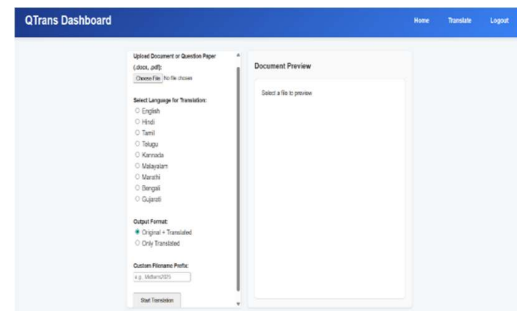 QTrans Dashboard
Home Translate Logout
Upload Document or Question Paper
(.docx, .pdf):
Choose File No file chosen
Select Language for Translation:
English
Hindi
Tamil
Telugu
Kannada
Malayalam
Marathi
Bengali
Gujarati
Output Format:
Original + Translated
Only Translated
Custom Filename Prefix:
e.g.
Start Translation
Document Preview
Select a file to preview.